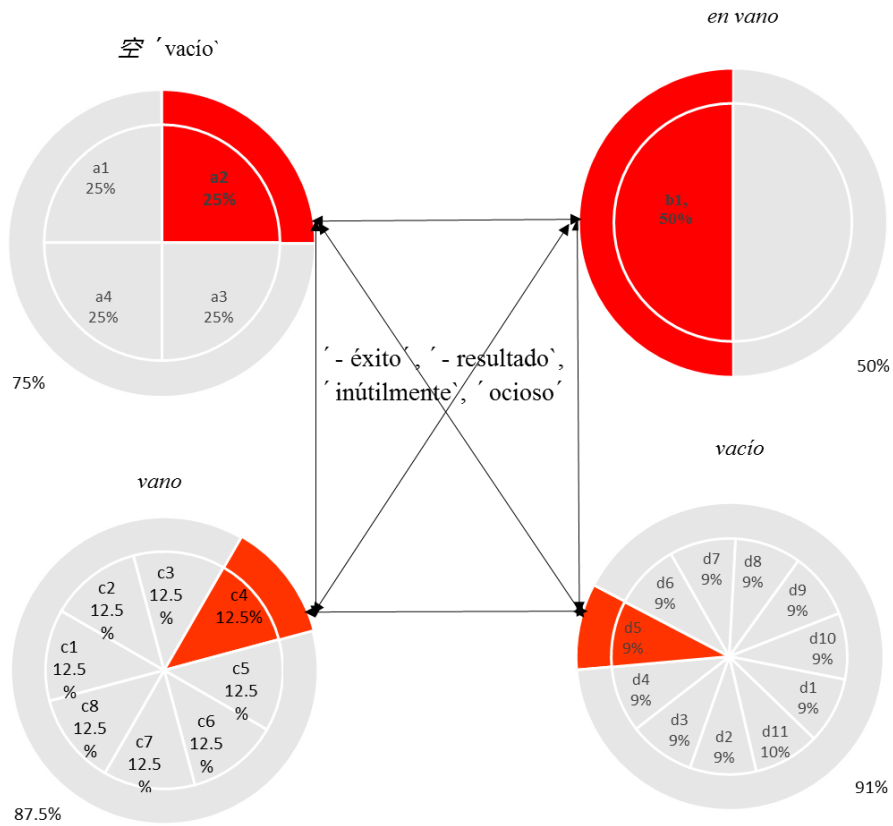 空 ´vacío`
en vano
a1
25%
a2
25%
a4
25%
a3
25%
75%
b1,
50%
50%
´ - éxito´, ´ - resultado`,
´ inútilmente`, ´ ocioso´
vano
c1
12.5
%
c2
12.5
%
c3
12.5
%
c4
12.5%
c5
12.5
%
c6
12.5
%
c7
12.5
%
c8
12.5
%
87.5%
vacío
d7
9%
d8
9%
d6
9%
d9
9%
d5
9%
d10
9%
d4
9%
d1
9%
d3
9%
d2
9%
d11
10%
91%